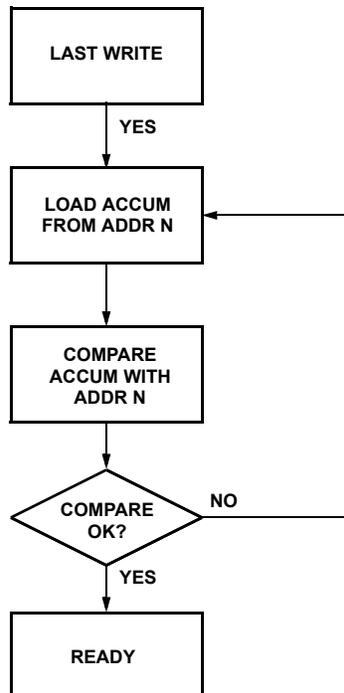 LAST WRITE
YES
LOAD ACCUM
FROM ADDR N
COMPARE
ACCUM WITH
ADDR N
COMPARE
OK?
NO
YES
READY